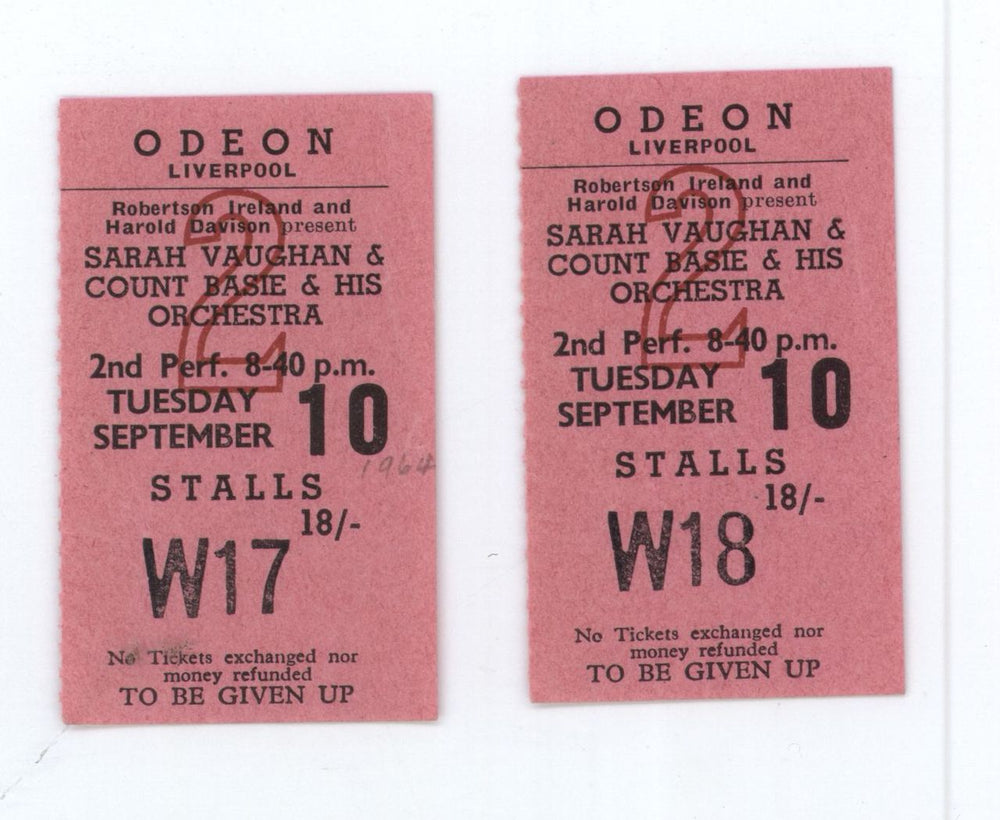 ODEON
LIVERPOOL
Robertson Ireland and
Harold Davison present
SARAH VAUGHAN &
COUNT BASIE & HIS
ORCHESTRA
2
2nd Perf. 8-40 p.m.
TUESDAY
SEPTEMBER 10
1964
STALLS
18/-
W17
No Tickets exchanged nor
money refunded
TO BE GIVEN UP
ODEON
LIVERPOOL
Robertson Ireland and
Harold Davison present
SARAH VAUGHAN &
COUNT BASIE & HIS
ORCHESTRA
2
2nd Perf. 8-40 p.m.
TUESDAY
SEPTEMBER 10
STALLS
18/-
W18
No Tickets exchanged nor
money refunded
TO BE GIVEN UP